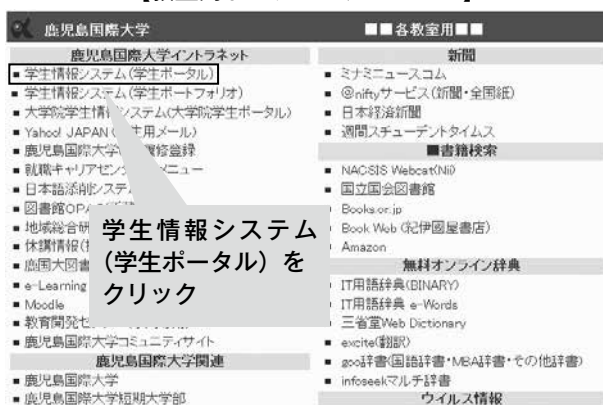 鹿児島国際大学
■■各教室用■■
鹿児島国際大学イントラネット
■ 学生情報システム(学生ポータル)
■ 学生情報システム(学生ポートフォリオ)
■ 大学院学生情 システム(大学院学生ポータル)
■ Yahoo! JAPAN 生用メール)
■ 鹿児島国際大学 履修登録
■ 就職キャリアセン メニュー
■ 日本語添削システ
■ 図書館OP
■ 地域総合研
■ 休講情報(
■ 鹿国大図書
■ e-Learning
■ Moodle
■ 教育開発セ
■ 鹿児島国際大学コミュニティサイト
鹿児島国際大学関連
■ 鹿児島国際大学
■ 鹿児島国際大学短期大学部
学生情報システム
(学生ポータル)を
クリック
新聞
■ ミナミニュースコム
■ @niftyサービス(新聞・全国紙)
■ 日本経済新聞
■ 週間スチューデントタイムス
■書籍検索
■ NACSIS Webcat(Nii)
■ 国立国会図書館
Books.or.jp
Book Web (紀伊國屋書店)
Amazon
無料オンライン辞典
IT用語辞典(BINARY)
IT用語辞典 e-Words
三省堂Web Dictionary
■ excite(翻訳)
■ goo辞書(国語辞書・MBA辞書・その他辞書)
■ infoseekマルチ辞書
ウイルス情報